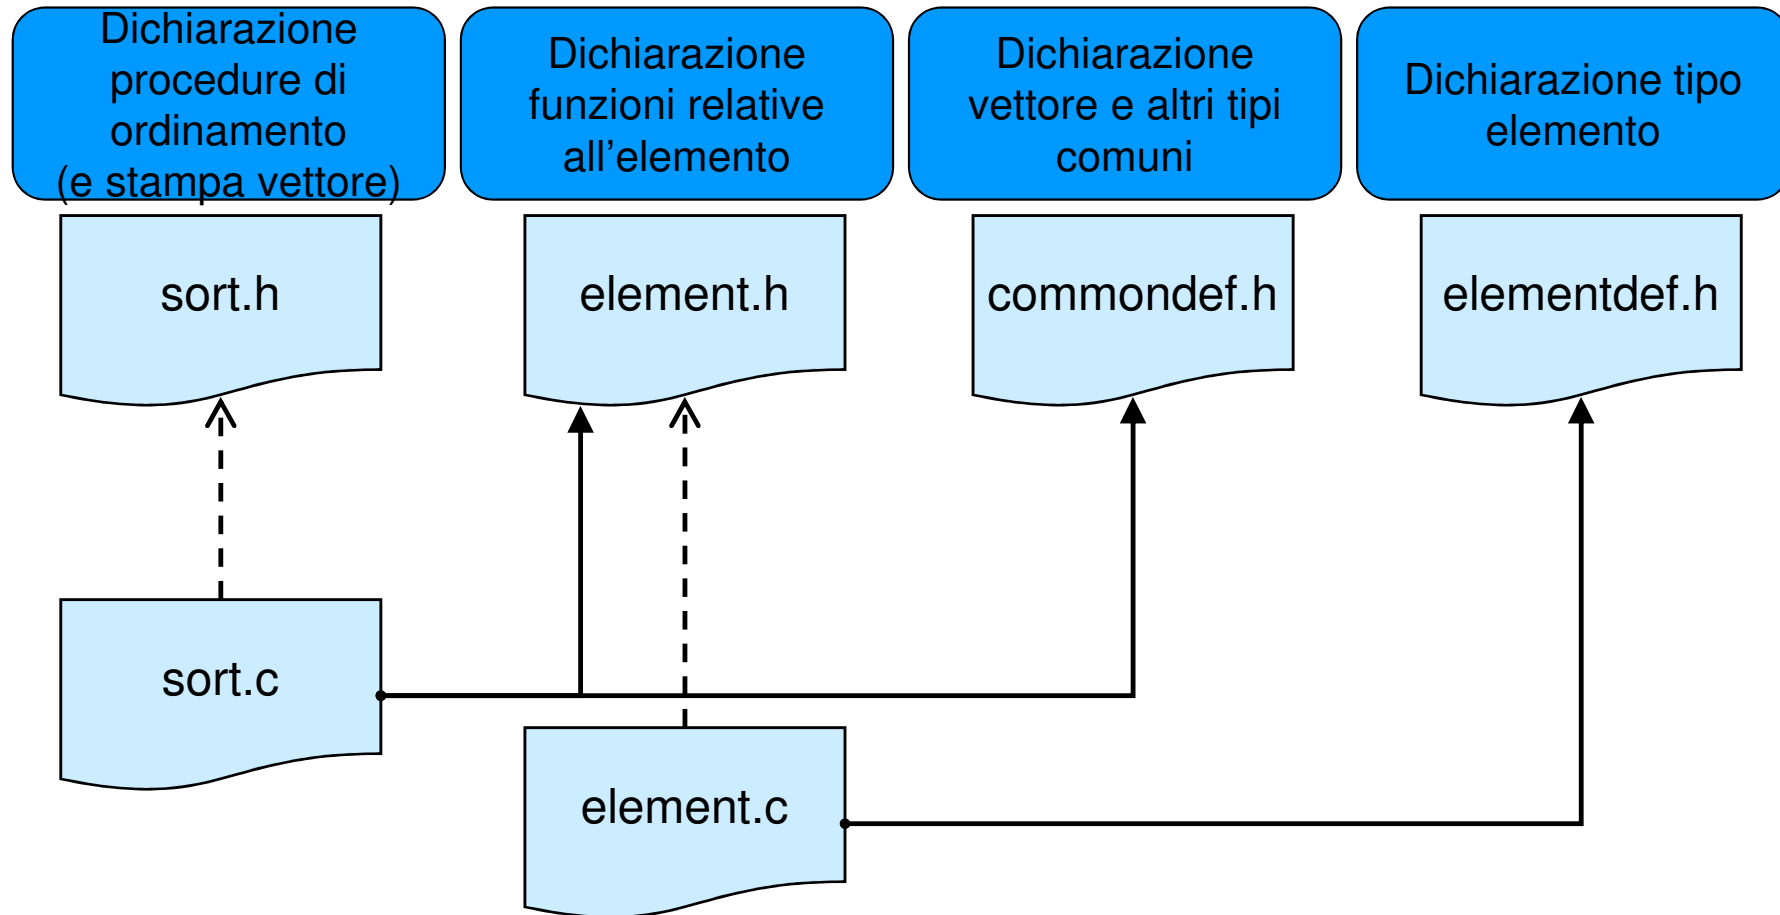 Dichiarazione
procedure di
ordinamento
(e stampa vettore)
Dichiarazione
funzioni relative
all’elemento
Dichiarazione
vettore e altri tipi
comuni
Dichiarazione tipo
elemento
sort.h
element.h
commondef.h
elementdef.h
sort.c
element.c